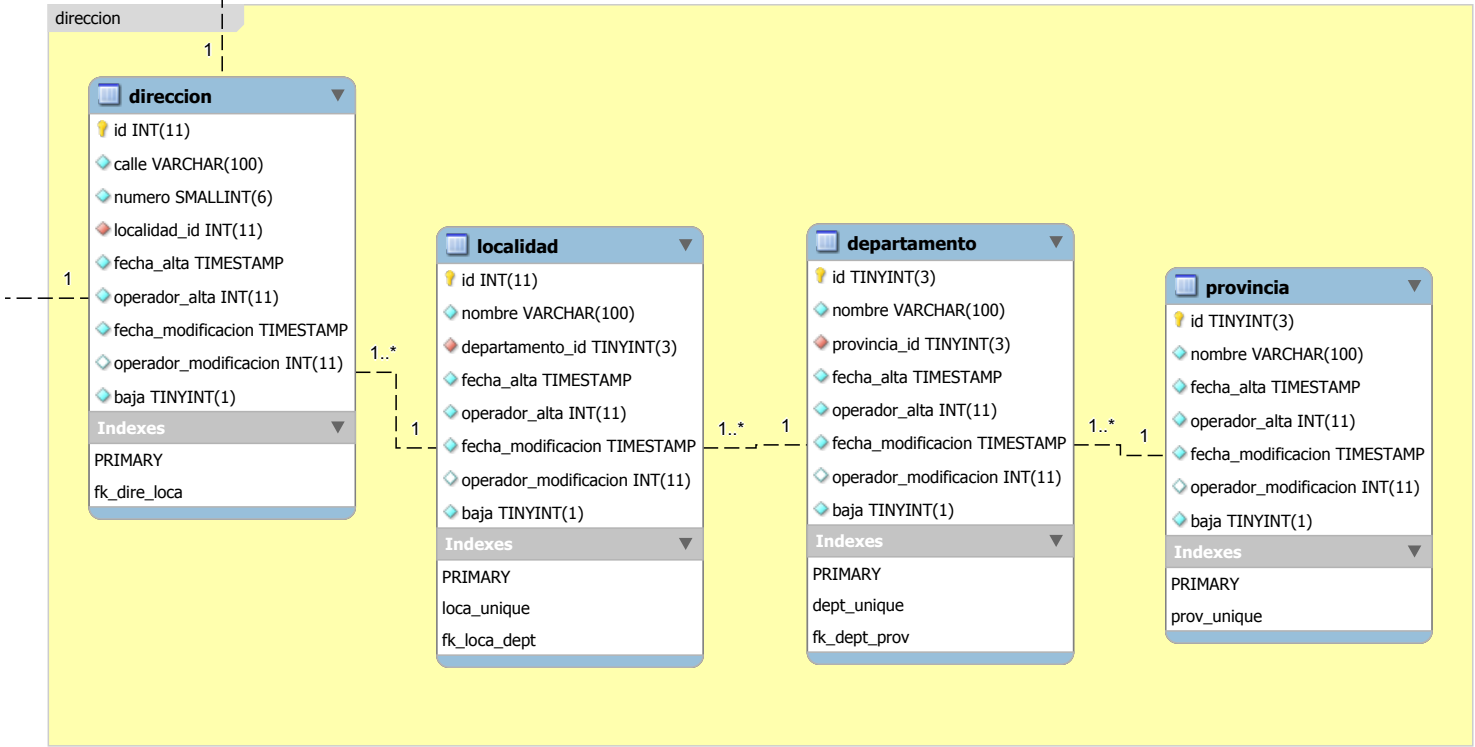 direccion
1
direccion
id INT(11)
calle VARCHAR(100)
numero SMALLINT(6)
localidad_id INT(11)
fecha_alta TIMESTAMP
1
operador_alta INT(11)
fecha_modificacion TIMESTAMP
operador_modificacion INT(11)
baja TINYINT(1)
Indexes
PRIMARY
fk_dire_loca
1..*
1
localidad
id INT(11)
nombre VARCHAR(100)
departamento_id TINYINT(3)
fecha_alta TIMESTAMP
operador_alta INT(11)
fecha_modificacion TIMESTAMP
operador_modificacion INT(11)
baja TINYINT(1)
Indexes
PRIMARY
loca_unique
fk_loca_dept
1..*
1
departamento
id TINYINT(3)
nombre VARCHAR(100)
provincia_id TINYINT(3)
fecha_alta TIMESTAMP
operador_alta INT(11)
fecha_modificacion TIMESTAMP
operador_modificacion INT(11)
baja TINYINT(1)
Indexes
PRIMARY
dept_unique
fk_dept_prov
1..*
1
provincia
id TINYINT(3)
nombre VARCHAR(100)
fecha_alta TIMESTAMP
operador_alta INT(11)
fecha_modificacion TIMESTAMP
operador_modificacion INT(11)
baja TINYINT(1)
Indexes
PRIMARY
prov_unique